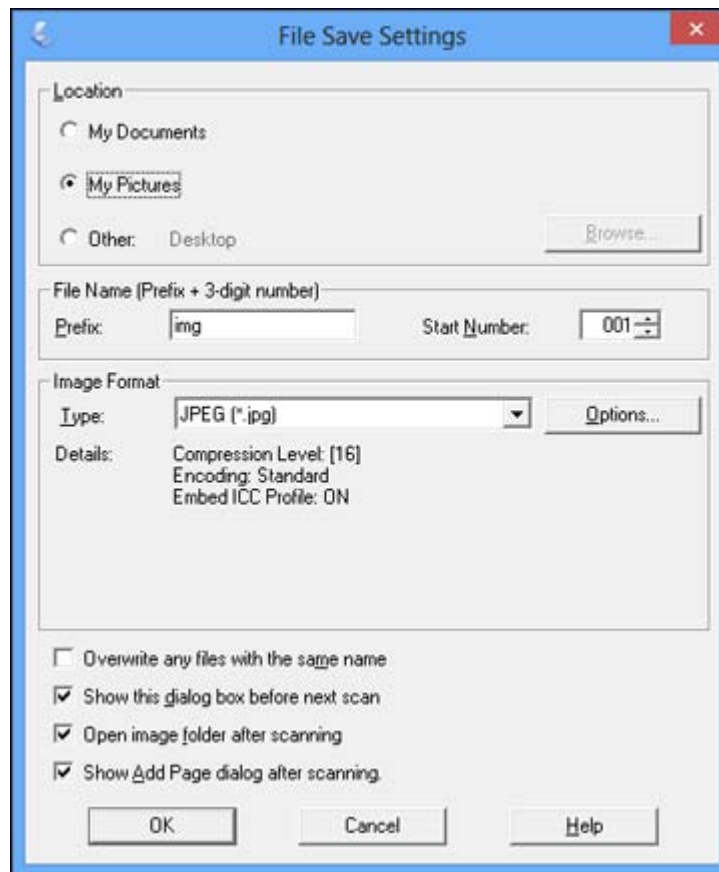 File Save Settings
Location
My Documents
My Pictures
Other: Desktop Browse...
File Name (Prefix + 3-digit number)
Prefix: img Start Number: 001
Image Format
Type: JPEG (*.jpg) Options...
Details: Compression Level: [16]
Encoding: Standard
Embed ICC Profile: ON
Overwrite any files with the same name
Show this dialog box before next scan
Open image folder after scanning
Show Add Page dialog after scanning.
OK Cancel Help